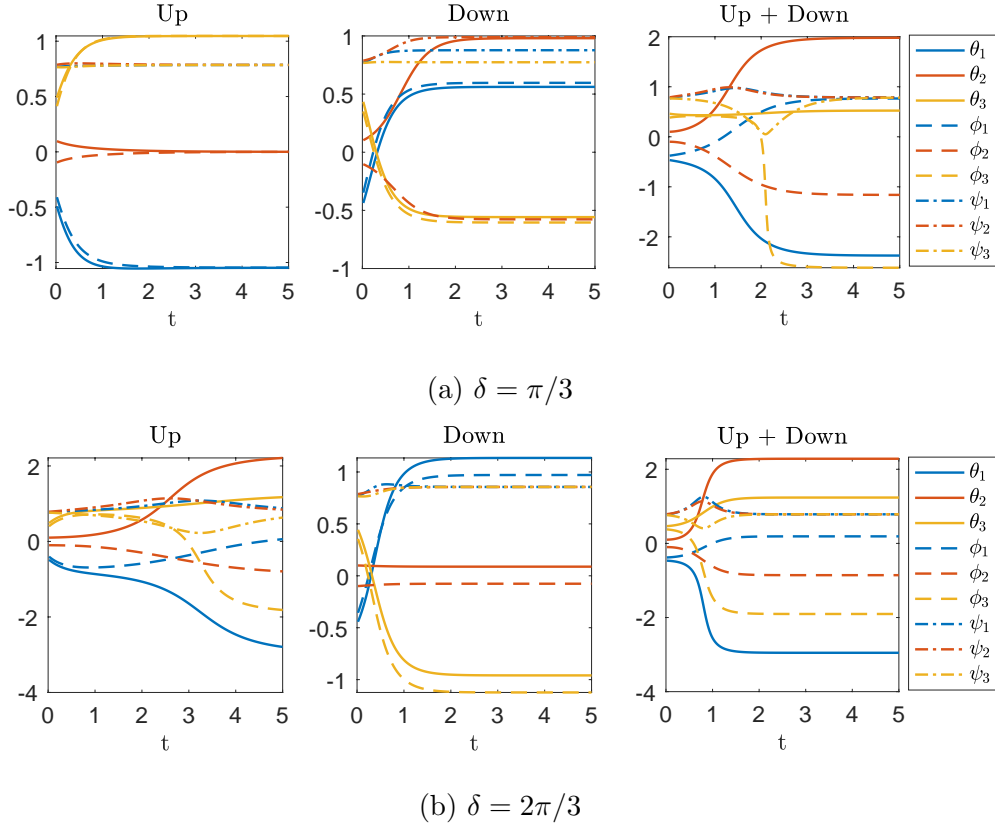 Up Down Up + Down
1 1 2
0.5 0.5 1
0 0 0
-0.5 -0.5 -1
-1 -1 -2
0 1 2 3 4 5 0 1 2 3 4 5 0 1 2 3 4 5
t t t
θ₁
θ₂
θ₃
ϕ₁
ϕ₂
ϕ₃
ψ₁
ψ₂
ψ₃
(a) δ = π/3
Up Down Up + Down
2 1 2
0 0.5 0
-2 0 -2
-4 -0.5 -4
-1
0 1 2 3 4 5 0 1 2 3 4 5 0 1 2 3 4 5
t t t
θ₁
θ₂
θ₃
ϕ₁
ϕ₂
ϕ₃
ψ₁
ψ₂
ψ₃
(b) δ = 2π/3